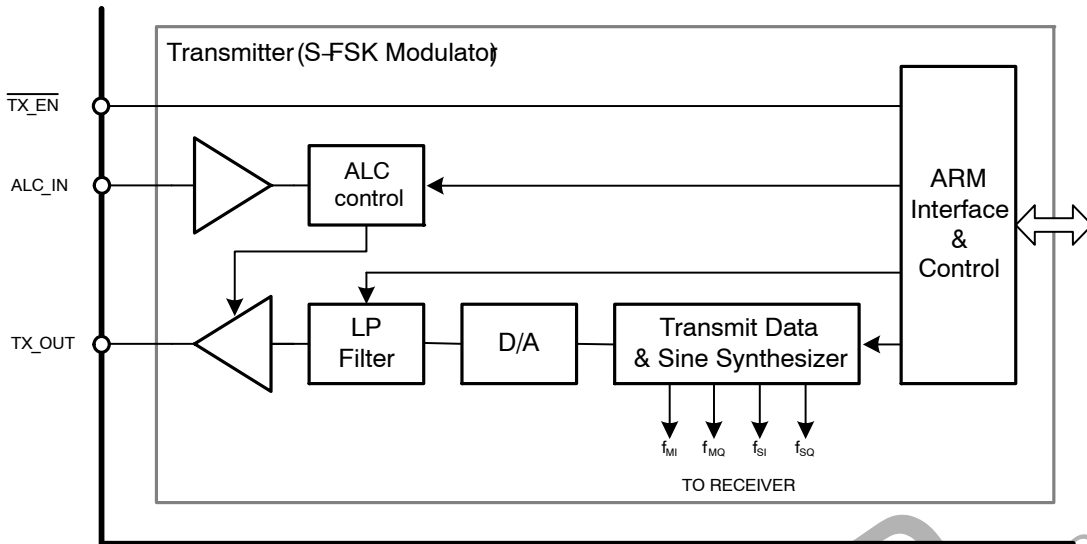 Transmitter (S-FSK Modulator)
TX_EN
ALC_IN
ALC
control
ARM
Interface
&
Control
TX_OUT
LP
Filter
D/A
Transmit Data
& Sine Synthesizer
fMI
fMQ
fSI
fSQ
TO RECEIVER